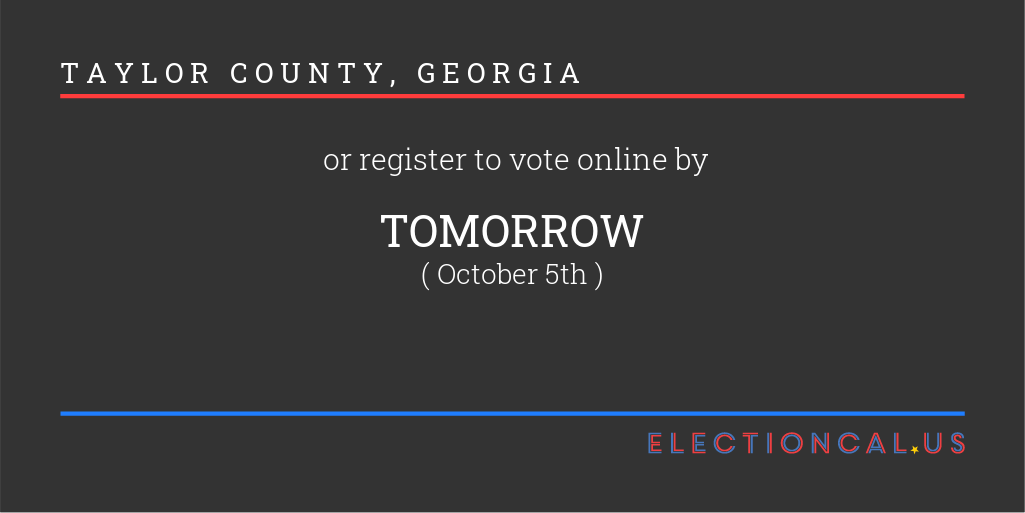 TAYLOR COUNTY, GEORGIA
or register to vote online by
TOMORROW
( October 5th )
ELECTIONCAL.US